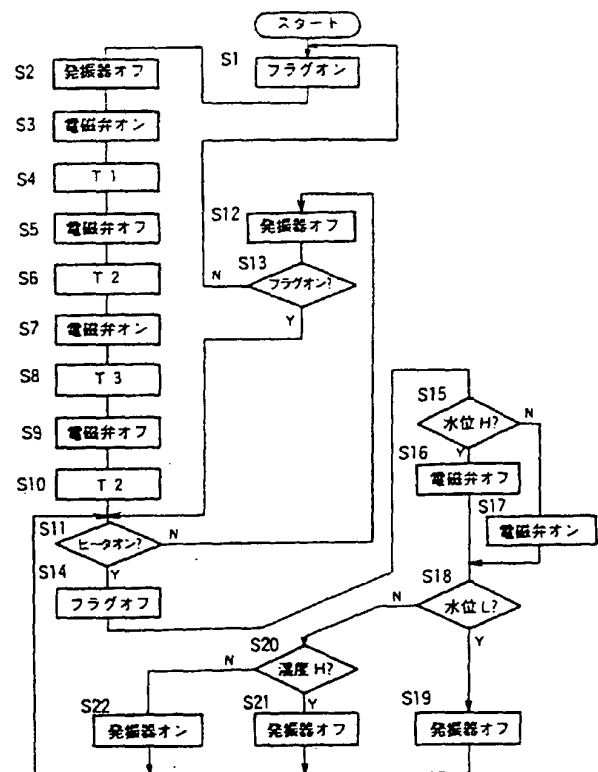 スタート
S1
フラグオン
S2
発振器オフ
S3
電磁弁オン
S4
T1
S5
電磁弁オフ
S6
T2
S7
電磁弁オン
S8
T3
S9
電磁弁オフ
S10
T2
S11
ヒータオン?
N
Y
S12
発振器オフ
S13
フラグオン?
N
Y
S14
フラグオフ
S15
水位H?
N
Y
S16
電磁弁オフ
S17
電磁弁オン
S18
水位L?
N
Y
S19
発振器オフ
S20
温度H?
N
Y
S21
発振器オフ
S22
発振器オン